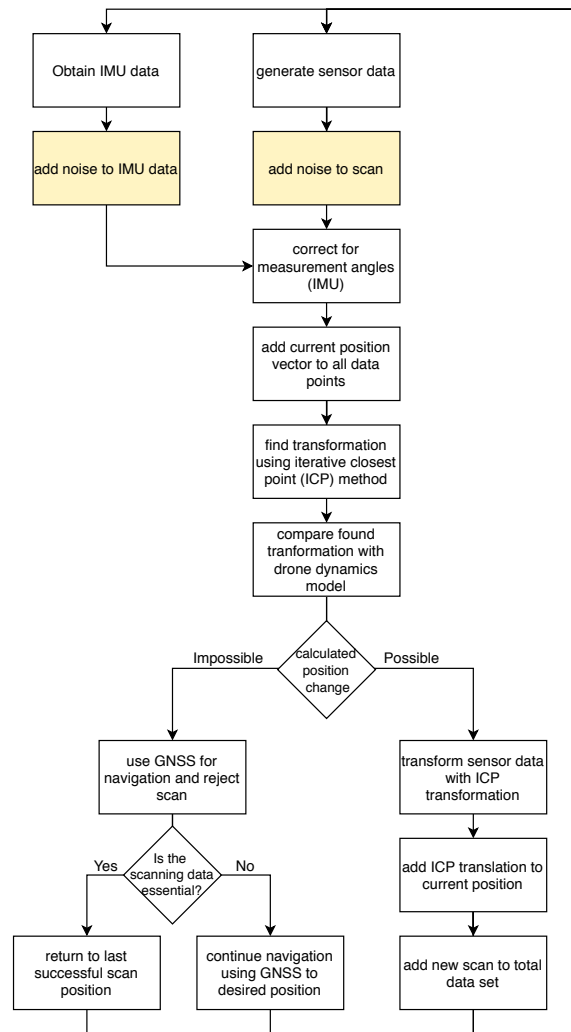 Obtain IMU data
generate sensor data
add noise to IMU data
add noise to scan
correct for
measurement angles
(IMU)
add current position
vector to all data
points
find transformation
using iterative closest
point (ICP) method
compare found
tranformation with
drone dynamics
model
Impossible
calculated
position
change
Possible
use GNSS for
navigation and reject
scan
transform sensor data
with ICP
transformation
Yes
Is the
scanning data
essential?
No
add ICP translation to
current position
return to last
successful scan
position
continue navigation
using GNSS to
desired position
add new scan to total
data set